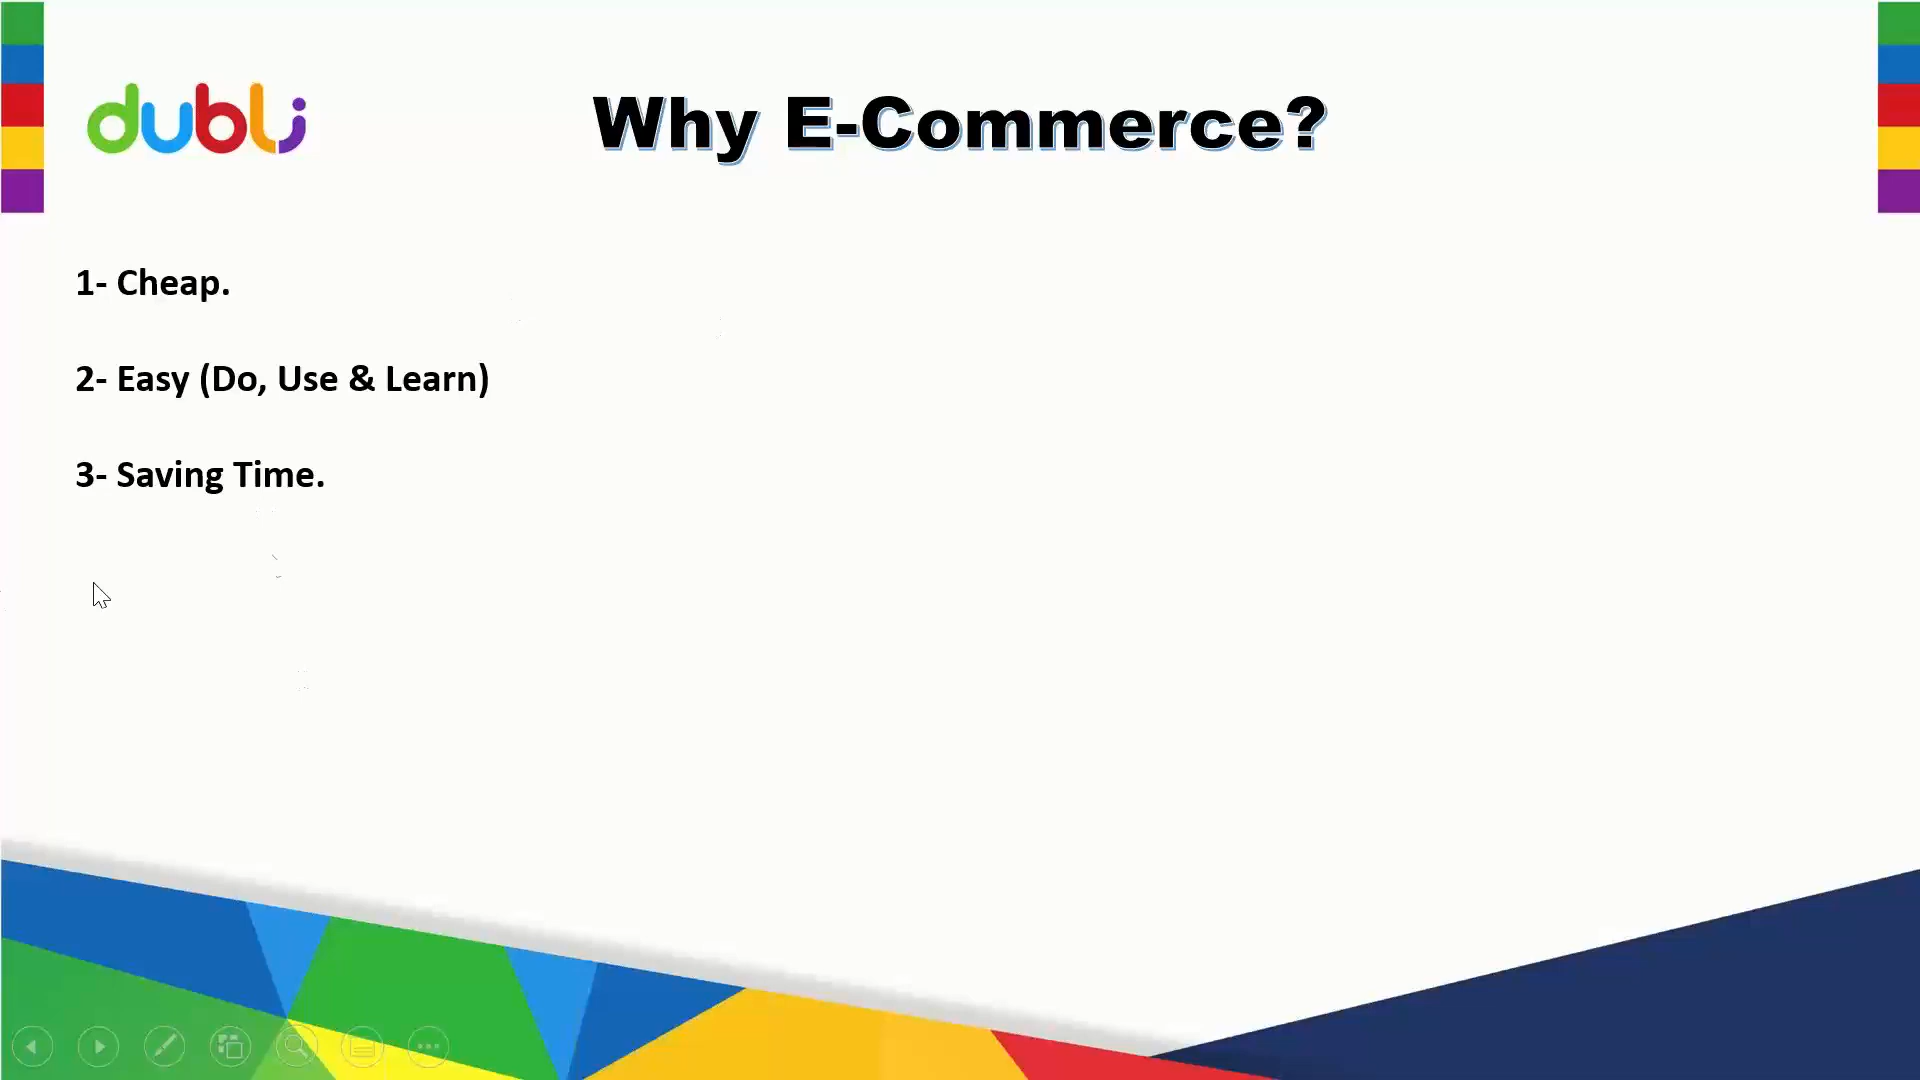 dubli
Why E-Commerce?
1- Cheap.
2- Easy (Do, Use & Learn)
3- Saving Time.